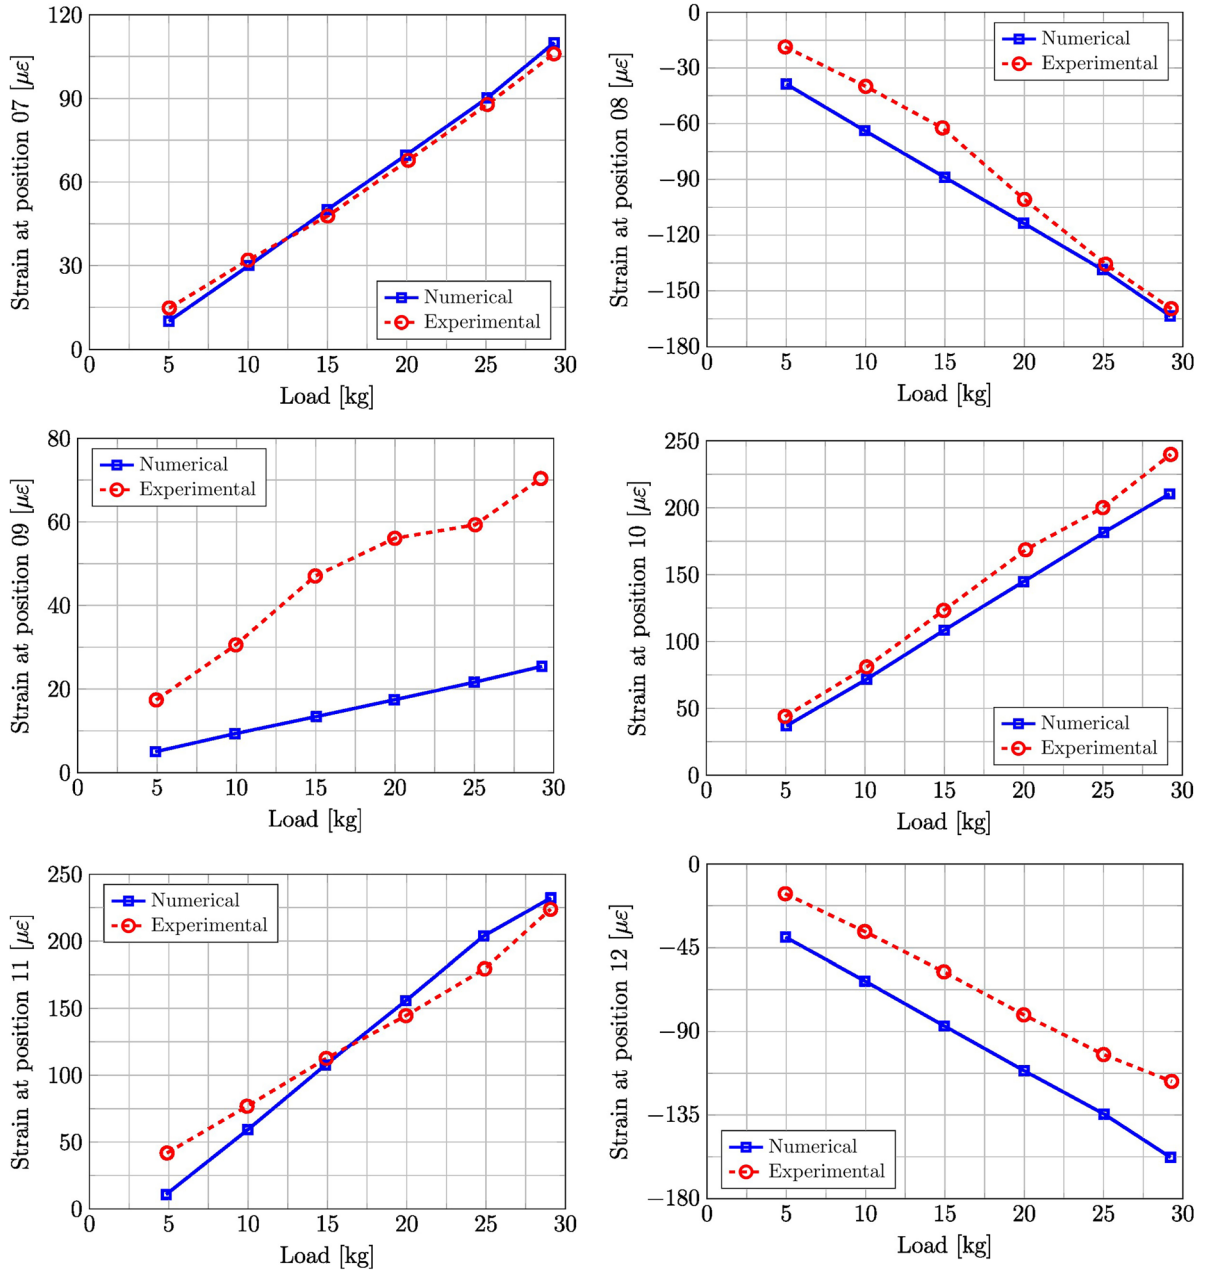 120
90
60
30
0
0 5 10 15 20 25 30
Strain at position 07 [με]
Load [kg]
Numerical
Experimental
0
−30
−60
−90
−120
−150
−180
0 5 10 15 20 25 30
Strain at position 08 [με]
Load [kg]
Numerical
Experimental
80
60
40
20
0
0 5 10 15 20 25 30
Strain at position 09 [με]
Load [kg]
Numerical
Experimental
250
200
150
100
50
0
0 5 10 15 20 25 30
Strain at position 10 [με]
Load [kg]
Numerical
Experimental
250
200
150
100
50
0
0 5 10 15 20 25 30
Strain at position 11 [με]
Load [kg]
Numerical
Experimental
0
−45
−90
−135
−180
0 5 10 15 20 25 30
Strain at position 12 [με]
Load [kg]
Numerical
Experimental